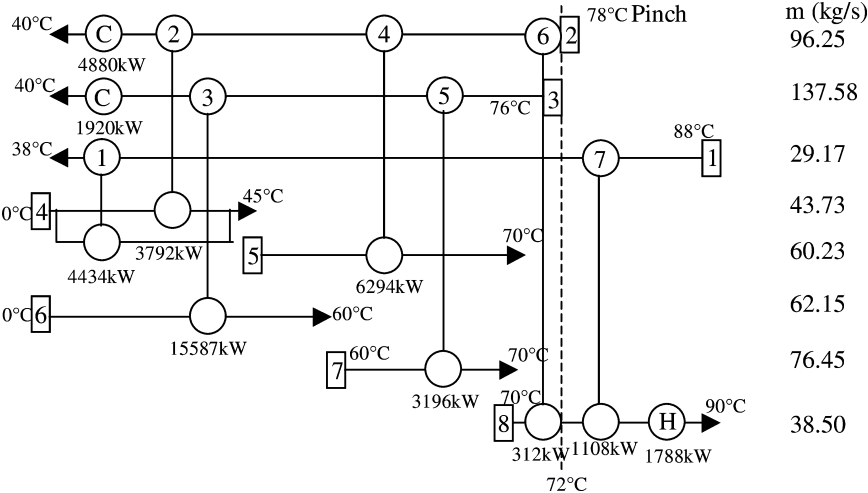 78°C Pinch m (kg/s)
40°C C 2 4 6 2 96.25
4880kW
40°C C 3 5 76°C 3 137.58
1920kW
88°C
38°C 1 7 1 29.17
45°C
0°C 4 43.73
3792kW
70°C
5 60.23
4434kW
6294kW
0°C 6 60°C 62.15
15587kW
60°C 70°C
7 76.45
3196kW
70°C
8 H 90°C 38.50
312kW 1108kW 1788kW
72°C